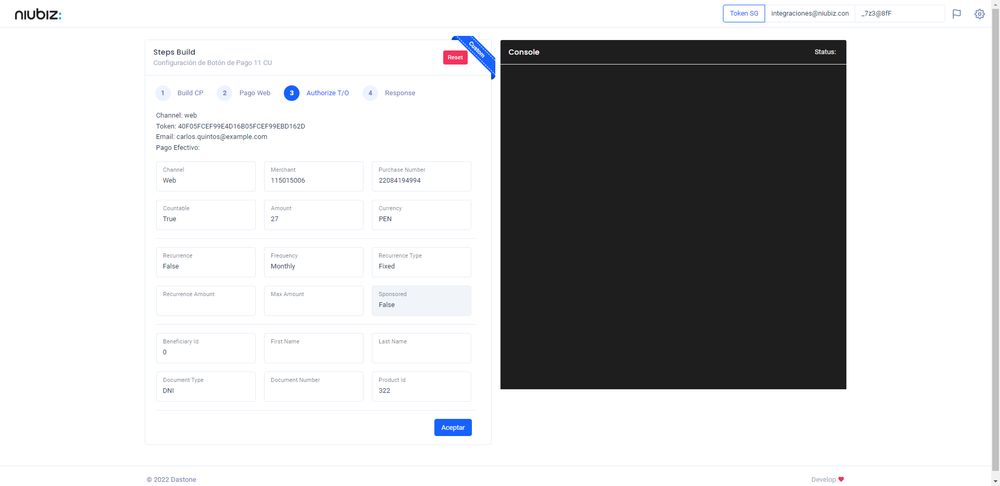 niubiz:
Token SG
integraciones@niubiz.con
_7z3@8fF
Steps Build
Configuración de Botón de Pago 11 CU
Reset
Custom
1 Build CP
2 Pago Web
3 Authorize T/O
4 Response
Channel: web
Token: 40F05FCEF99E4D16B05FCEF99EBD162D
Email: carlos.quintos@example.com
Pago Efectivo:
Channel
Web
Merchant
115015006
Purchase Number
22084194994
Countable
True
Amount
27
Currency
PEN
Recurrence
False
Frequency
Monthly
Recurrence Type
Fixed
Recurrence Amount
Max Amount
Sponsored
False
Beneficiary Id
0
First Name
Last Name
Document Type
DNI
Document Number
Product Id
322
Aceptar
Console
Status:
© 2022 Dastone
Develop